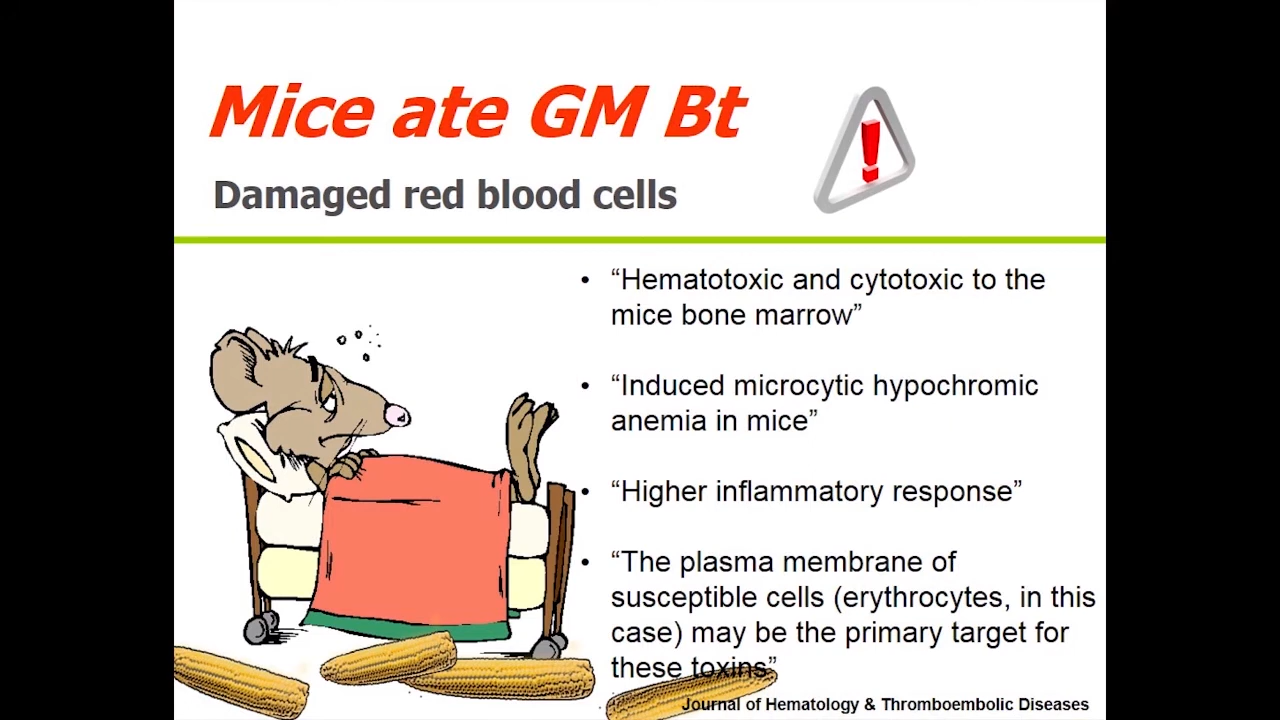 Mice ate GM Bt
Damaged red blood cells
• “Hematotoxic and cytotoxic to the
mice bone marrow”
• “Induced microcytic hypochromic
anemia in mice”
• “Higher inflammatory response”
• “The plasma membrane of
susceptible cells (erythrocytes, in this
case) may be the primary target for
these toxins”
Journal of Hematology & Thromboembolic Diseases